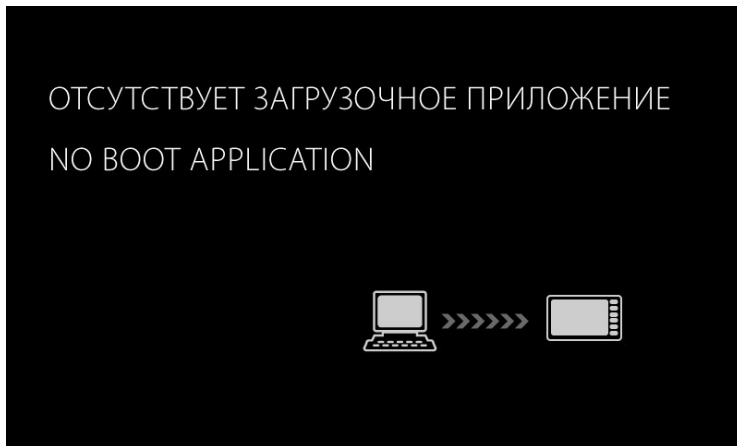 ОТСУТСТВУЕТ ЗАГРУЗОЧНОЕ ПРИЛОЖЕНИЕ
NO BOOT APPLICATION